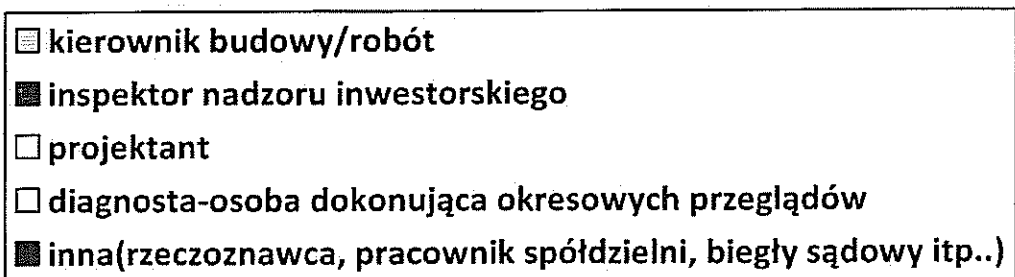 kierownik budowy/robót
inspektor nadzoru inwestorskiego
projektant
diagnosta-osoba dokonująca okresowych przeglądów
inna(rzeczoznawca, pracownik spółdzielni, biegły sądowy itp..)